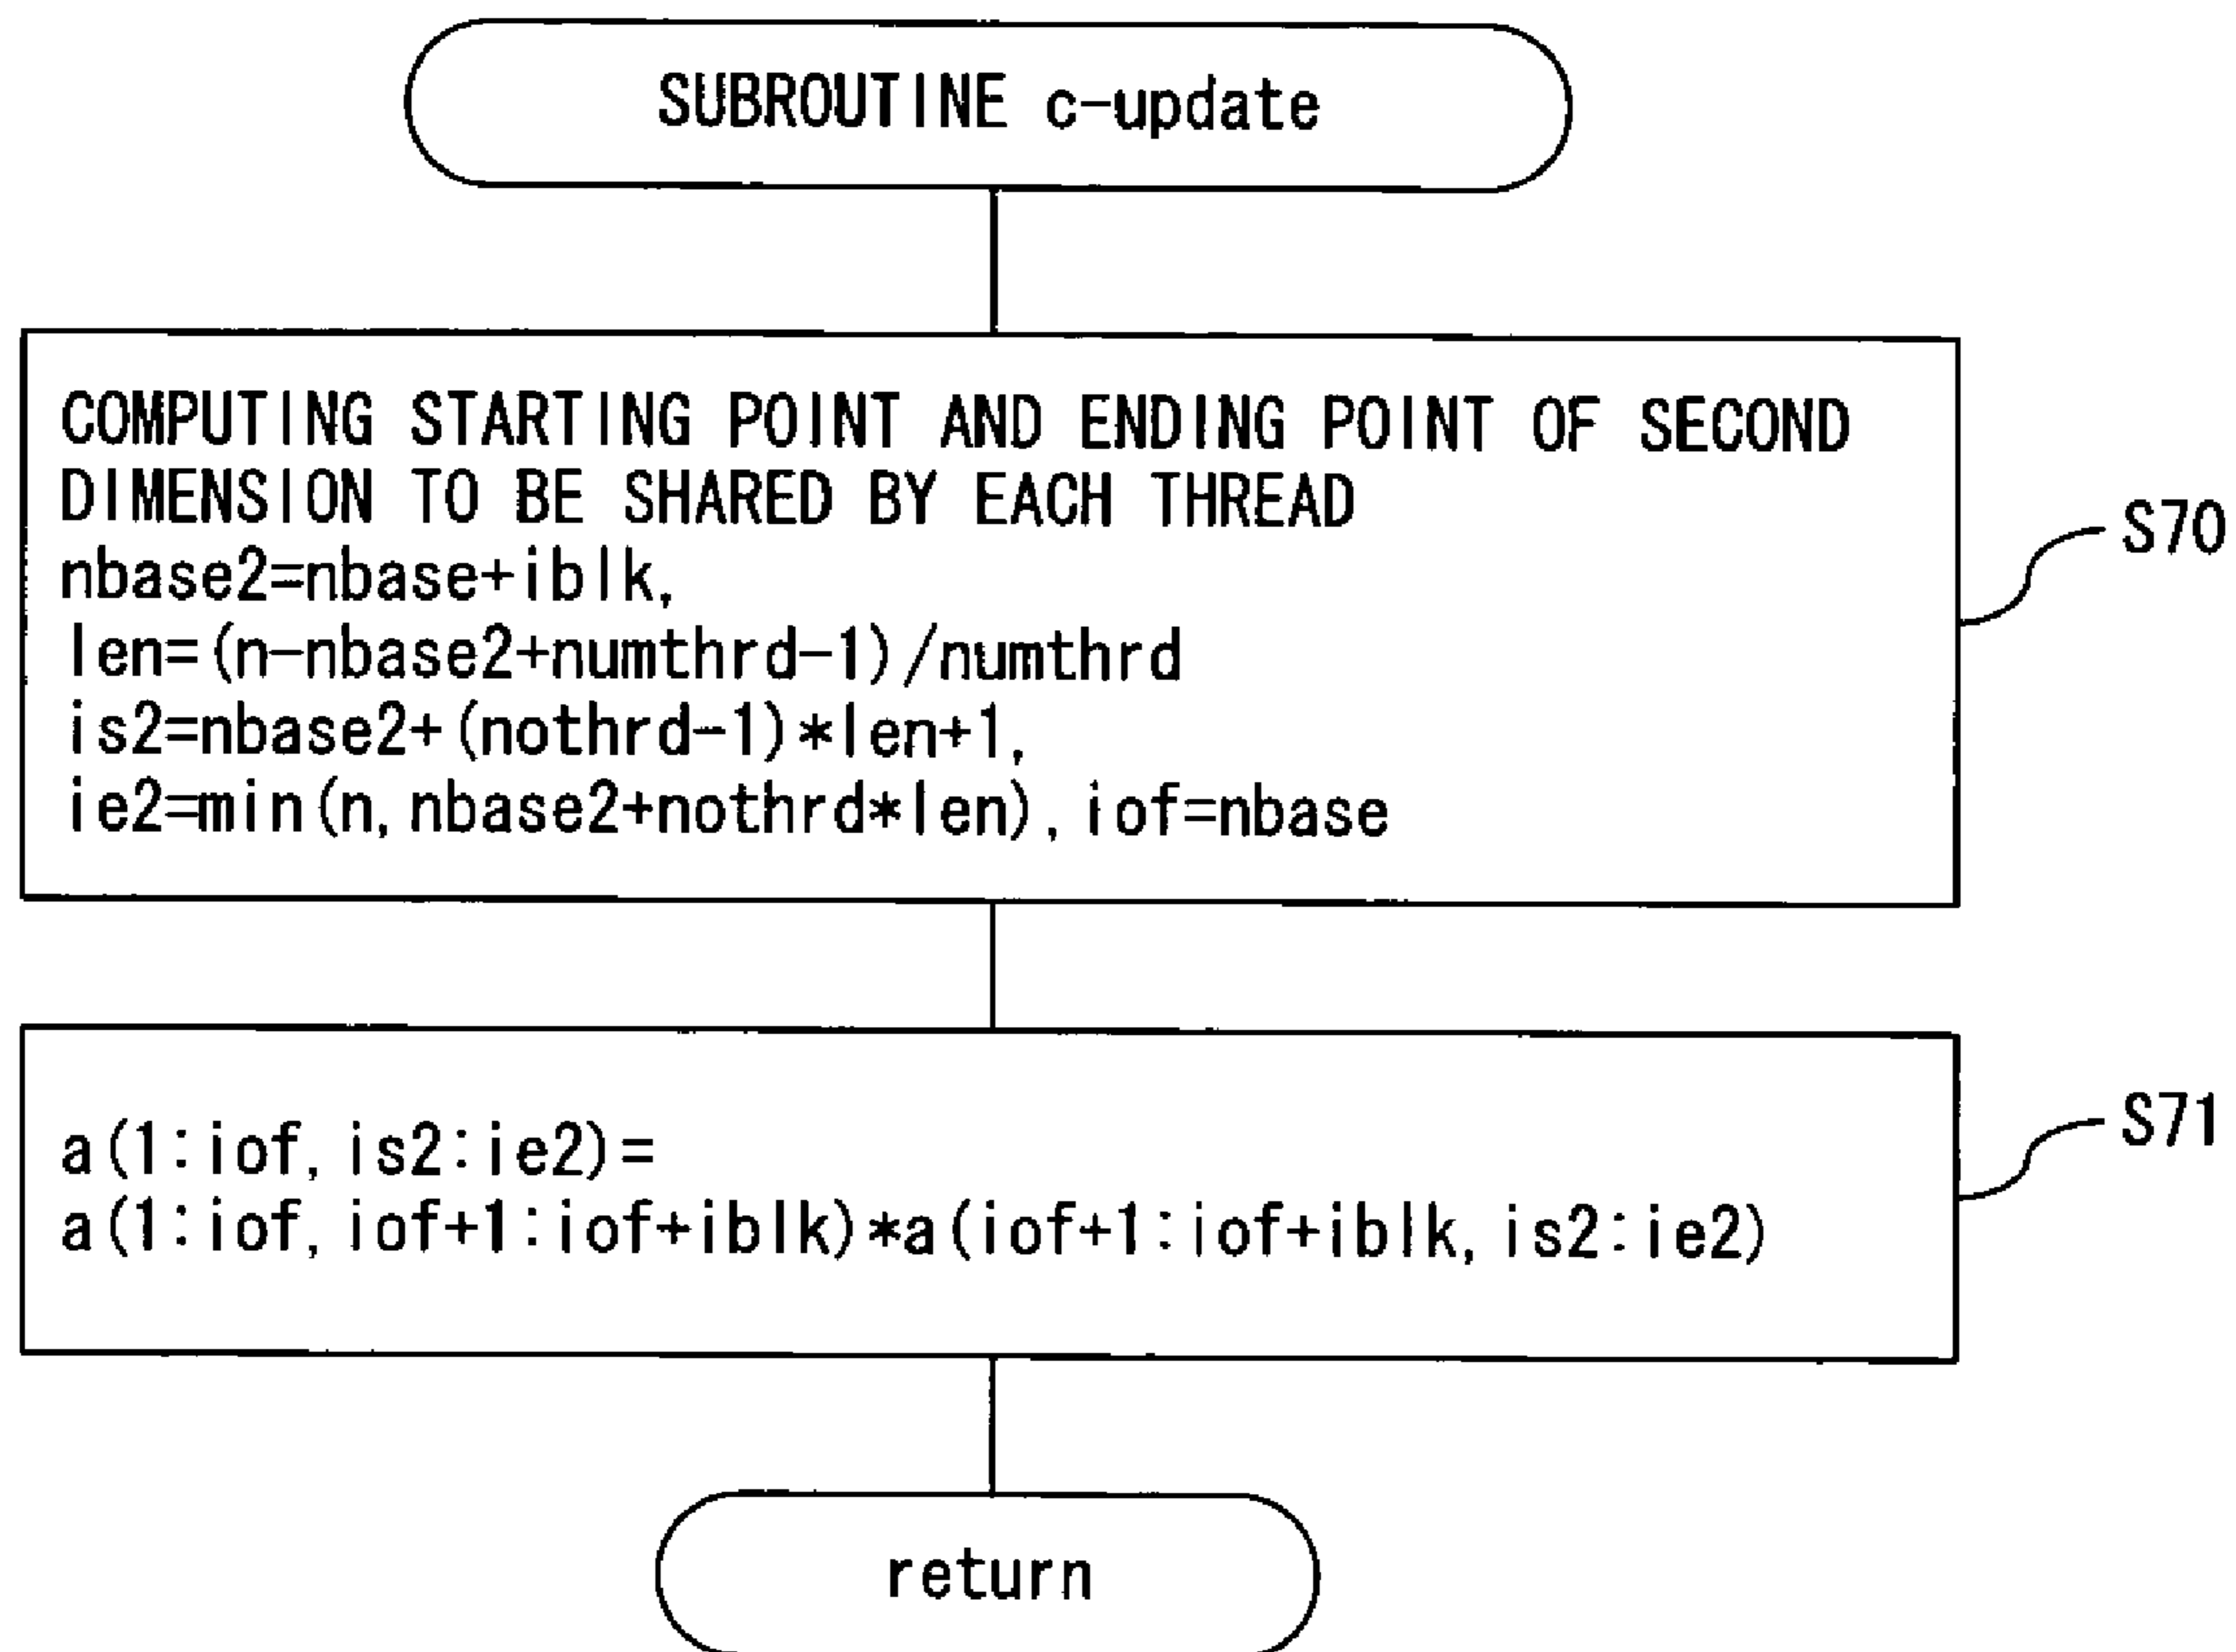 SUBROUTINE c-update
COMPUTING STARTING POINT AND ENDING POINT OF SECOND
DIMENSION TO BE SHARED BY EACH THREAD
nbase2=nbase+iblk,
len=(n-nbase2+numthrd-1)/numthrd
is2=nbase2+(nothrd-1)*len+1,
ie2=min(n,nbase2+nothrd*len), iof=nbase
S70
a(1:iof, is2:ie2)=
a(1:iof, iof+1:iof+iblk)*a(iof+1:iof+iblk, is2:ie2)
S71
return